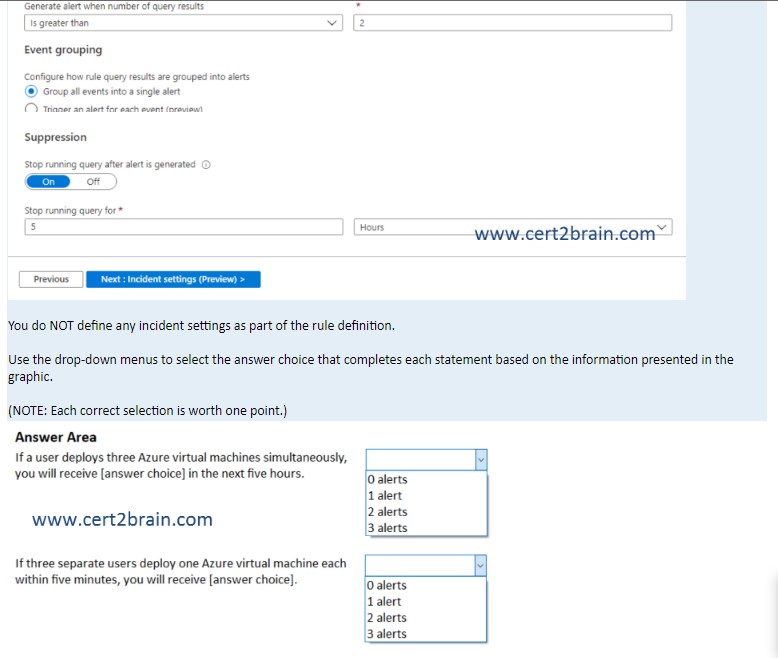 Generate alert when number of query results *
Is greater than 2
Event grouping
Configure how rule query results are grouped into alerts
Group all events into a single alert
Trigger an alert for each event (preview)
Suppression
Stop running query after alert is generated
On Off
Stop running query for *
5 Hours
www.cert2brain.com
Previous Next : Incident settings (Preview) >
You do NOT define any incident settings as part of the rule definition.
Use the drop-down menus to select the answer choice that completes each statement based on the information presented in the
graphic.
(NOTE: Each correct selection is worth one point.)
Answer Area
If a user deploys three Azure virtual machines simultaneously,
you will receive [answer choice] in the next five hours.
0 alerts
1 alert
2 alerts
3 alerts
www.cert2brain.com
If three separate users deploy one Azure virtual machine each
within five minutes, you will receive [answer choice].
0 alerts
1 alert
2 alerts
3 alerts